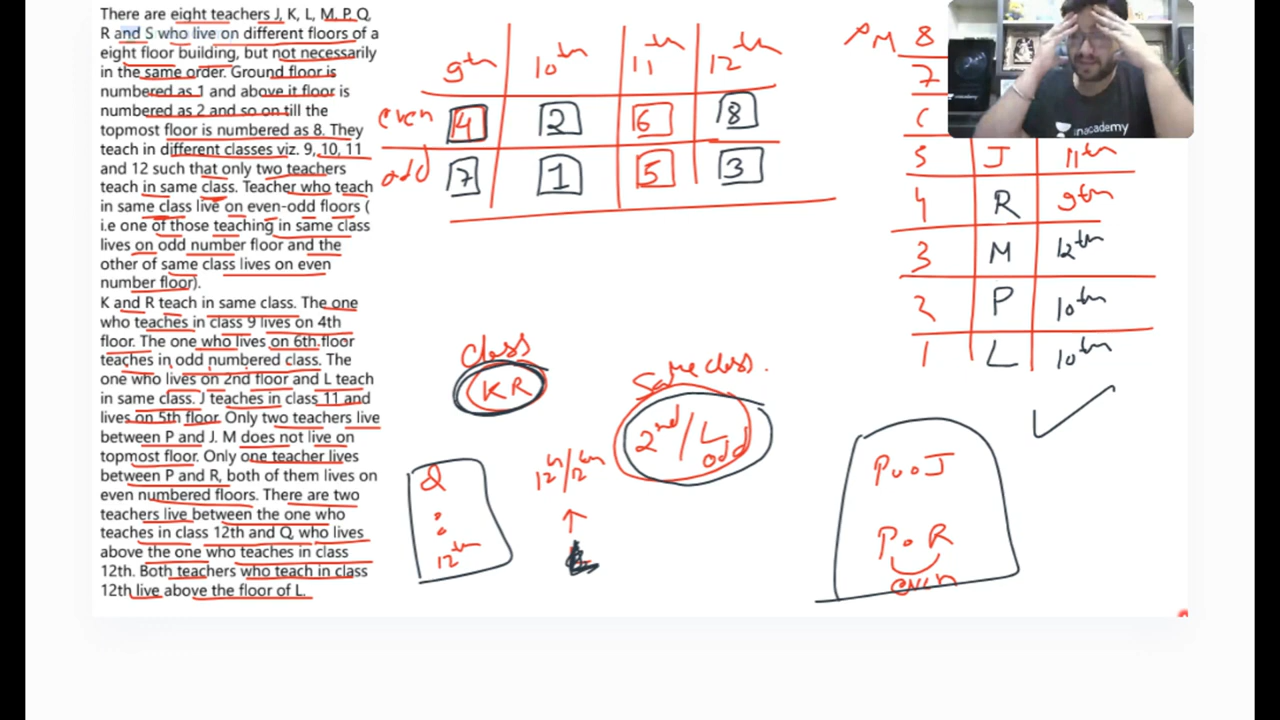 There are eight teachers J, K, L, M, P, Q,
R and S who live on different floors of a
eight floor building, but not necessarily
in the same order. Ground floor is
numbered as 1 and above it floor is
numbered as 2 and so on till the
topmost floor is numbered as 8. They
teach in different classes viz. 9, 10, 11
and 12 such that only two teachers
teach in same class. Teacher who teach
in same class live on even-odd floors (
i.e one of those teaching in same class
lives on odd number floor and the
other of same class lives on even
number floor).
K and R teach in same class. The one
who teaches in class 9 lives on 4th
floor. The one who lives on 6th floor
teaches in odd numbered class. The
one who lives on 2nd floor and L teach
in same class. J teaches in class 11 and
lives on 5th floor. Only two teachers live
between P and J. M does not live on
topmost floor. Only one teacher lives
between P and R, both of them lives on
even numbered floors. There are two
teachers live between the one who
teaches in class 12th and Q, who lives
above the one who teaches in class
12th. Both teachers who teach in class
12th live above the floor of L.
9th 10th 11th 12th
even 4 2 6 8
odd 7 1 5 3
M 8
7
5 J 11th
4 R 9th
3 M 12th
2 P 10th
1 L 10th
inacademy
Class
KR
Same class.
2nd/L
odd
Q
12th
12th/12th
P J
P R
even